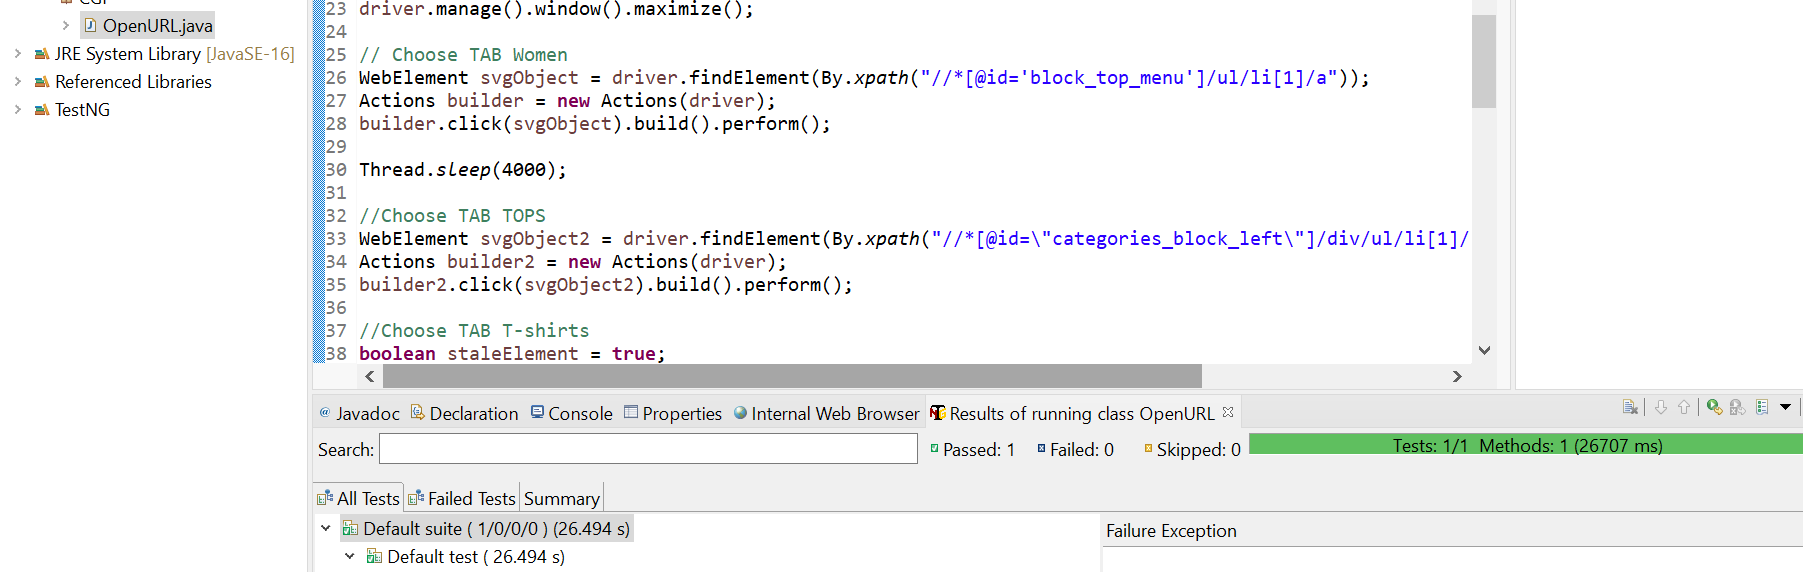 CGI
OpenURL.java
JRE System Library [JavaSE-16]
Referenced Libraries
TestNG
23 driver.manage().window().maximize();
24
25 // Choose TAB Women
26 WebElement svgObject = driver.findElement(By.xpath("//*[@id='block_top_menu']/ul/li[1]/a"));
27 Actions builder = new Actions(driver);
28 builder.click(svgObject).build().perform();
29
30 Thread.sleep(4000);
31
32 //Choose TAB TOPS
33 WebElement svgObject2 = driver.findElement(By.xpath("//*[@id=\"categories_block_left\"]/div/ul/li[1]/
34 Actions builder2 = new Actions(driver);
35 builder2.click(svgObject2).build().perform();
36
37 //Choose TAB T-shirts
38 boolean staleElement = true;
@ Javadoc Declaration Console Properties Internal Web Browser Results of running class OpenURL
Search: Passed: 1 Failed: 0 Skipped: 0 Tests: 1/1 Methods: 1 (26707 ms)
All Tests Failed Tests Summary
Default suite ( 1/0/0/0 ) (26.494 s)
Failure Exception
Default test ( 26.494 s)